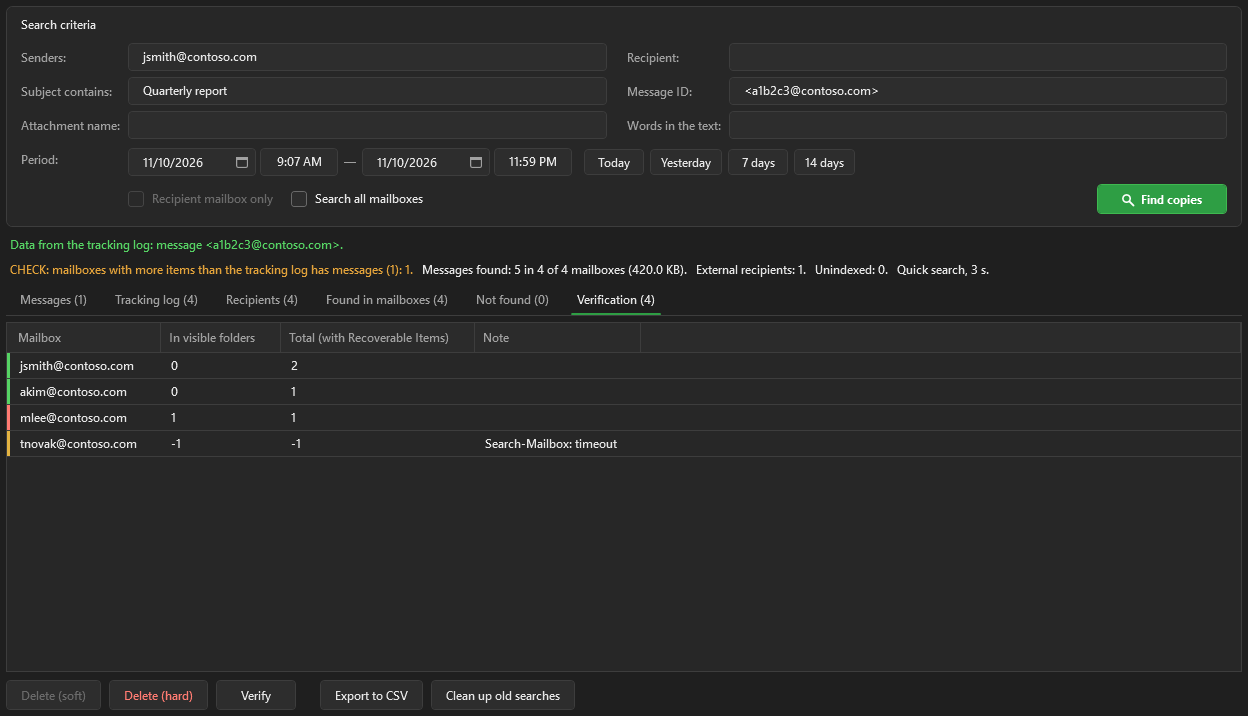 Search criteria
Senders: jsmith@contoso.com Recipient:
Subject contains: Quarterly report Message ID: <a1b2c3@contoso.com>
Attachment name: Words in the text:
Period: 11/10/2026 9:07 AM — 11/10/2026 11:59 PM Today Yesterday 7 days 14 days
Recipient mailbox only Search all mailboxes Find copies
Data from the tracking log: message <a1b2c3@contoso.com>.
CHECK: mailboxes with more items than the tracking log has messages (1): 1. Messages found: 5 in 4 of 4 mailboxes (420.0 KB). External recipients: 1. Unindexed: 0. Quick search, 3 s.
Messages (1) Tracking log (4) Recipients (4) Found in mailboxes (4) Not found (0) Verification (4)
Mailbox In visible folders Total (with Recoverable Items) Note
jsmith@contoso.com 0 2
akim@contoso.com 0 1
mlee@contoso.com 1 1
tnovak@contoso.com -1 -1 Search-Mailbox: timeout
Delete (soft) Delete (hard) Verify Export to CSV Clean up old searches